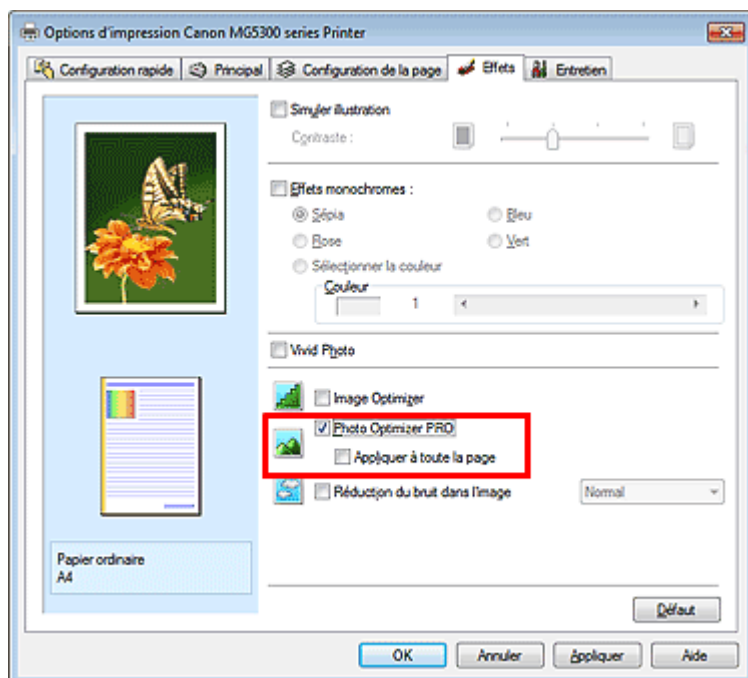 Options d'impression Canon MG5300 series Printer
Configuration rapide Principal Configuration de la page Effets Entretien
Simuler illustration
Contraste :
Effets monochromes :
Sépia Bleu
Rose Vert
Sélectionner la couleur
Couleur
1
Vivid Photo
Image Optimizer
Photo Optimizer PRO
Appliquer à toute la page
Réduction du bruit dans l'image Normal
Papier ordinaire
A4
Défaut
OK Annuler Appliquer Aide